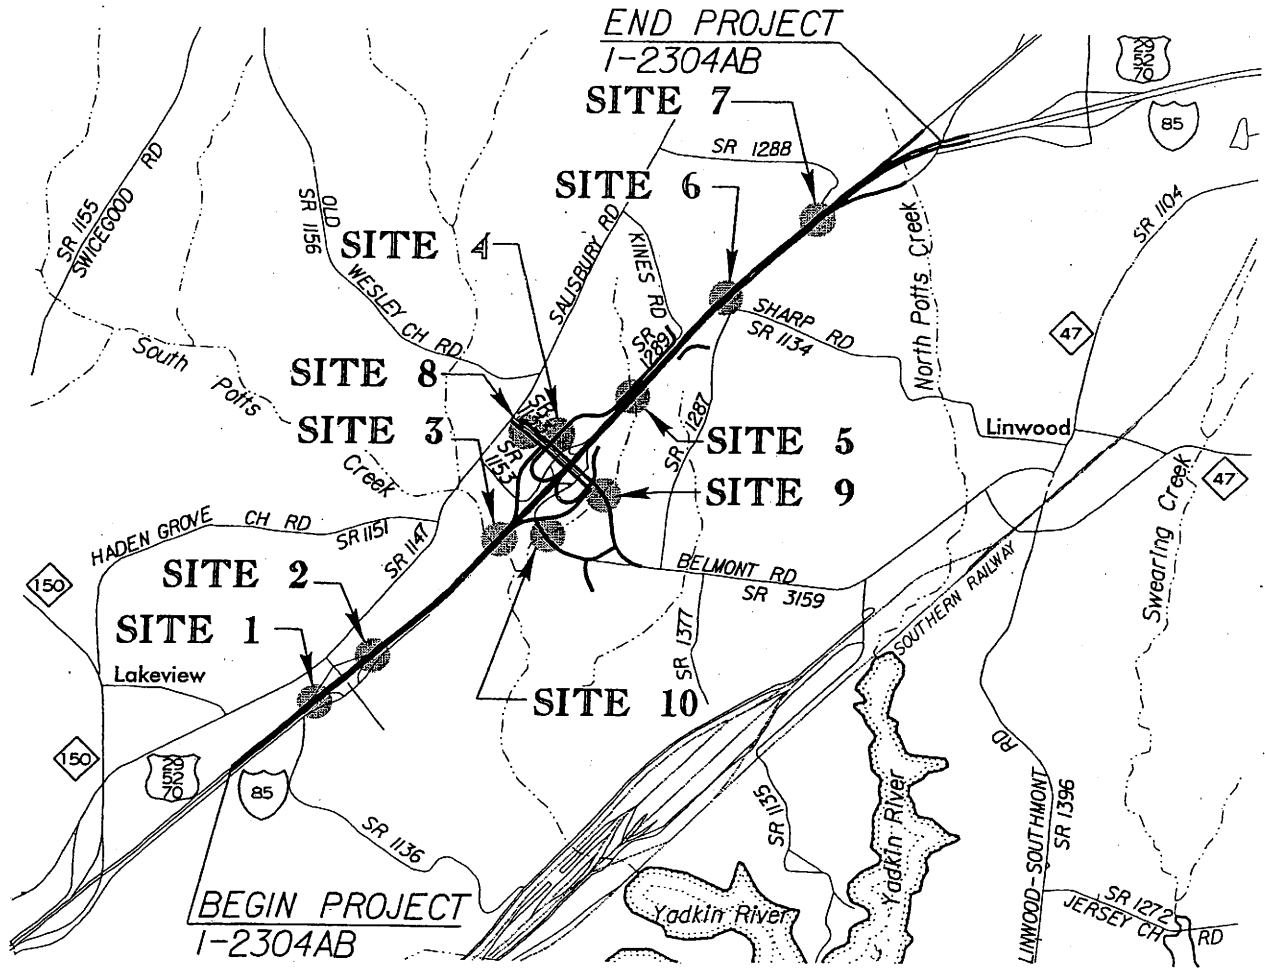 END PROJECT
I-2304AB
29
52
70
85
SITE 7
SR 1288
SITE 6
SR 1155
SWICEGOOD RD
OLD
SR 1156
SITE 4
WESLEY CH RD
SALISBURY RD
KINES RD
SR
1289
North Potts Creek
SR 1104
SHARP RD
SR 1134
47
South
Potts
Creek
SITE 8
SITE 3
SR
SR
1153
SR 1287
SITE 5
Linwood
SITE 9
47
Swearing Creek
HADEN GROVE CH RD
SR 1151
SR 1147
150
SITE 2
BELMONT RD
SR 3159
SOUTHERN RAILWAY
SITE 1
SR 1377
Lakeview
SITE 10
150
29
52
70
85
SR 1136
SR 1135
Yadkin River
RD
LINWOOD-SOUTHMONT
SR 1396
BEGIN PROJECT
I-2304AB
Yadkin River
SR 1272
JERSEY CH
RD